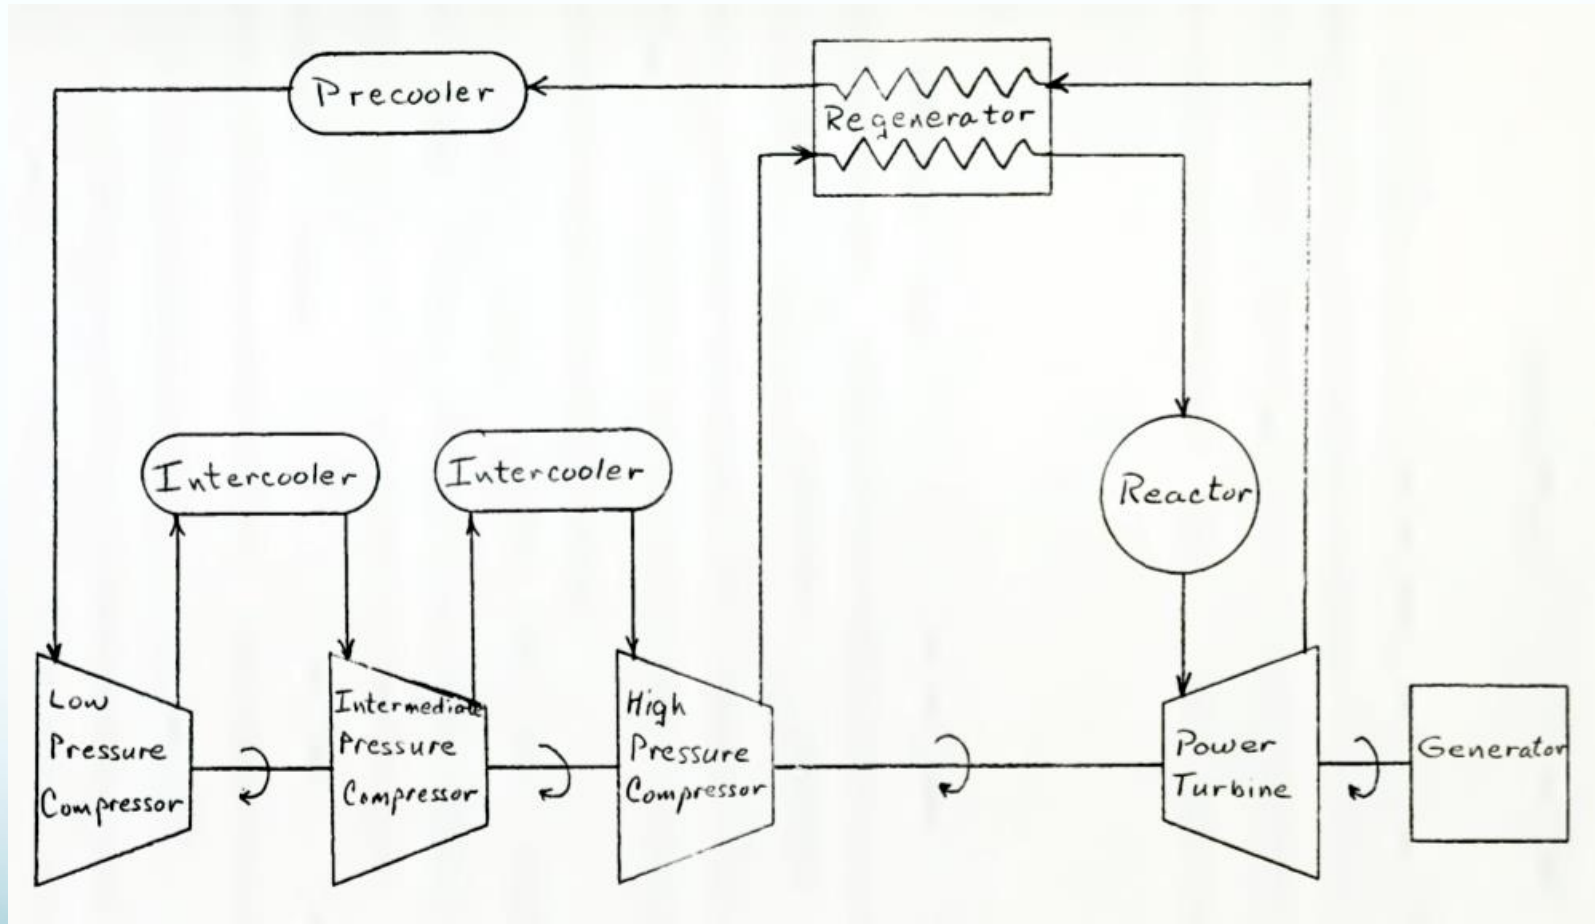 Precooler
Regenerator
Intercooler
Intercooler
Reactor
Low
Pressure
Compressor
Intermediate
Pressure
Compressor
High
Pressure
Compressor
Power
Turbine
Generator